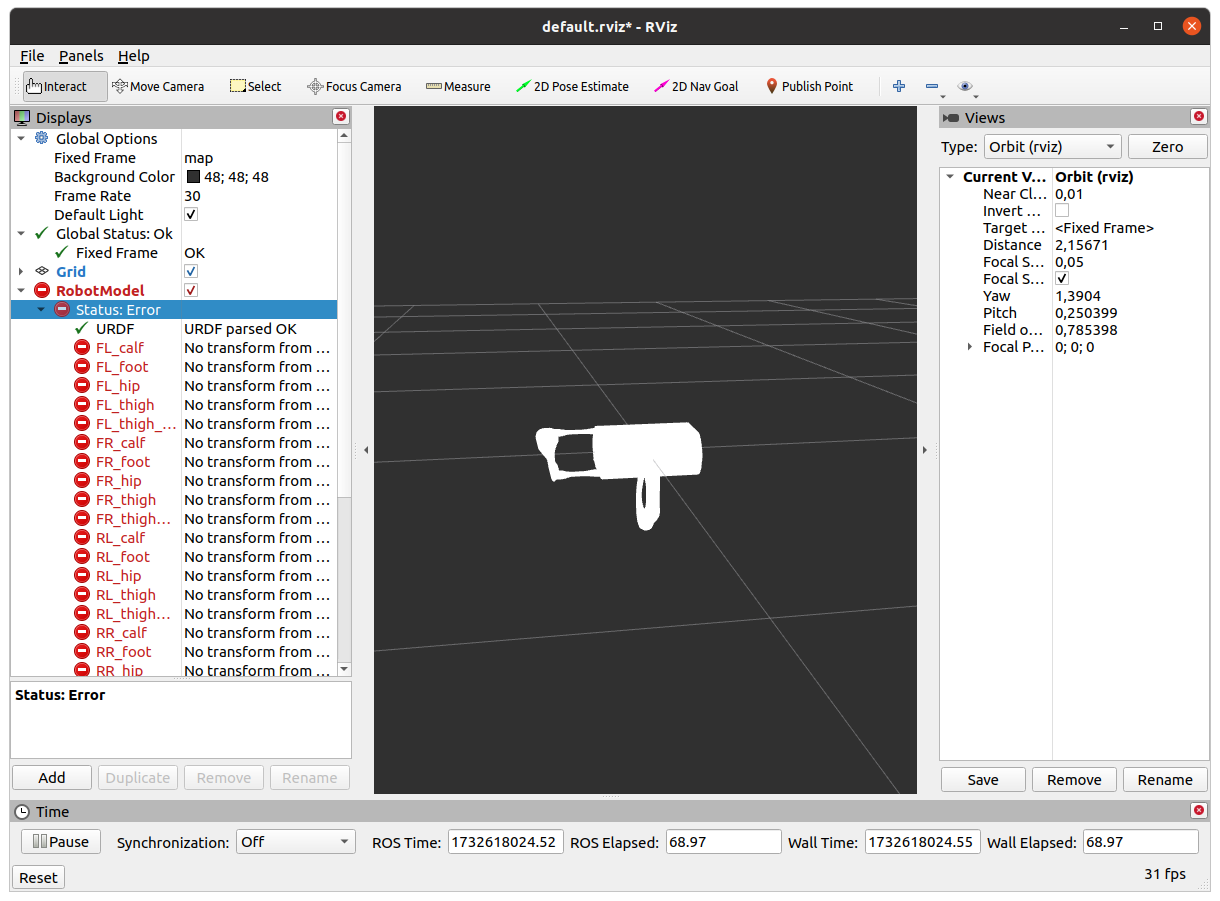 default.rviz* - RViz
File Panels Help
Interact Move Camera Select Focus Camera Measure 2D Pose Estimate 2D Nav Goal Publish Point
Displays
Global Options
Fixed Frame map
Background Color 48; 48; 48
Frame Rate 30
Default Light
Global Status: Ok
Fixed Frame OK
Grid
RobotModel
Status: Error
URDF URDF parsed OK
FL_calf No transform from ...
FL_foot No transform from ...
FL_hip No transform from ...
FL_thigh No transform from ...
FL_thigh_... No transform from ...
FR_calf No transform from ...
FR_foot No transform from ...
FR_hip No transform from ...
FR_thigh No transform from ...
FR_thigh... No transform from ...
RL_calf No transform from ...
RL_foot No transform from ...
RL_hip No transform from ...
RL_thigh No transform from ...
RL_thigh... No transform from ...
RR_calf No transform from ...
RR_foot No transform from ...
RR_hip No transform from ...
Status: Error
Add Duplicate Remove Rename
Views
Type: Orbit (rviz) Zero
Current V... Orbit (rviz)
Near Cl... 0,01
Invert ...
Target ... <Fixed Frame>
Distance 2,15671
Focal S... 0,05
Focal S...
Yaw 1,3904
Pitch 0,250399
Field o... 0,785398
Focal P... 0; 0; 0
Save Remove Rename
Time
Pause Synchronization: Off ROS Time: 1732618024.52 ROS Elapsed: 68.97 Wall Time: 1732618024.55 Wall Elapsed: 68.97
Reset 31 fps